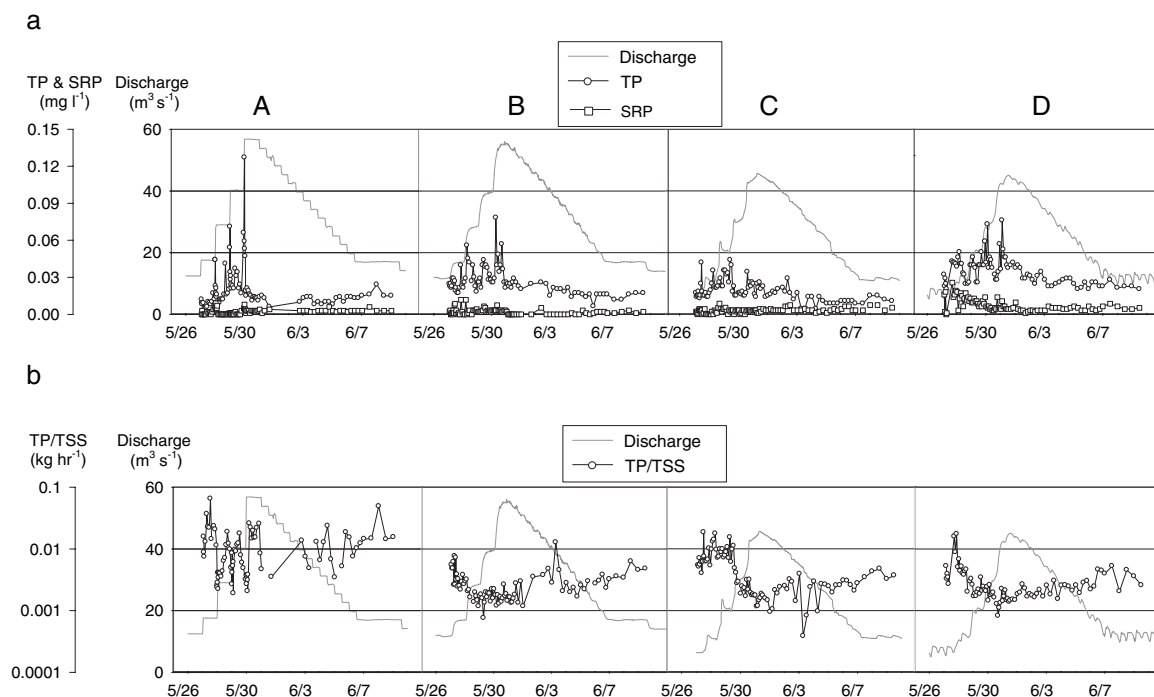 a
Discharge
TP
SRP
TP & SRP
(mg l⁻¹)
Discharge
(m³ s⁻¹)
A
B
C
D
0.15
0.12
0.09
0.06
0.03
0.00
60
40
20
0
5/26 5/30 6/3 6/7
5/26 5/30 6/3 6/7
5/26 5/30 6/3 6/7
5/26 5/30 6/3 6/7
b
Discharge
TP/TSS
TP/TSS
(kg hr⁻¹)
Discharge
(m³ s⁻¹)
0.1
0.01
0.001
0.0001
60
40
20
0
5/26 5/30 6/3 6/7
5/26 5/30 6/3 6/7
5/26 5/30 6/3 6/7
5/26 5/30 6/3 6/7